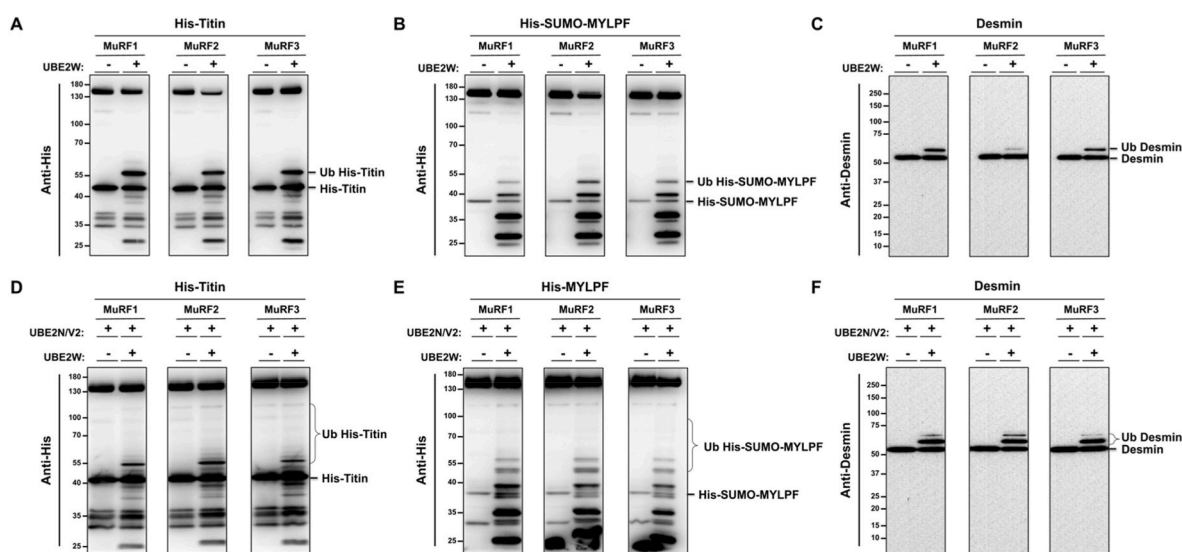 A
His-Titin
MuRF1 MuRF2 MuRF3
UBE2W: - + - + - +
Anti-His
180
130
100
70
55
40
35
25
Ub His-Titin
His-Titin
B
His-SUMO-MYLPF
MuRF1 MuRF2 MuRF3
UBE2W: - + - + - +
Anti-His
180
130
100
70
55
40
35
25
Ub His-SUMO-MYLPF
His-SUMO-MYLPF
C
Desmin
MuRF1 MuRF2 MuRF3
UBE2W: - + - + - +
Anti-Desmin
250
150
100
75
50
37
25
20
15
10
Ub Desmin
Desmin
D
His-Titin
MuRF1 MuRF2 MuRF3
UBE2N/V2: + + + + + +
UBE2W: - + - + - +
Anti-His
180
130
100
70
55
40
35
25
Ub His-Titin
His-Titin
E
His-MYLPF
MuRF1 MuRF2 MuRF3
UBE2N/V2: + + + + + +
UBE2W: - + - + - +
Anti-His
180
130
100
70
55
40
35
25
Ub His-SUMO-MYLPF
His-SUMO-MYLPF
F
Desmin
MuRF1 MuRF2 MuRF3
UBE2N/V2: + + + + + +
UBE2W: - + - + - +
Anti-Desmin
250
150
100
75
50
37
25
20
15
10
Ub Desmin
Desmin